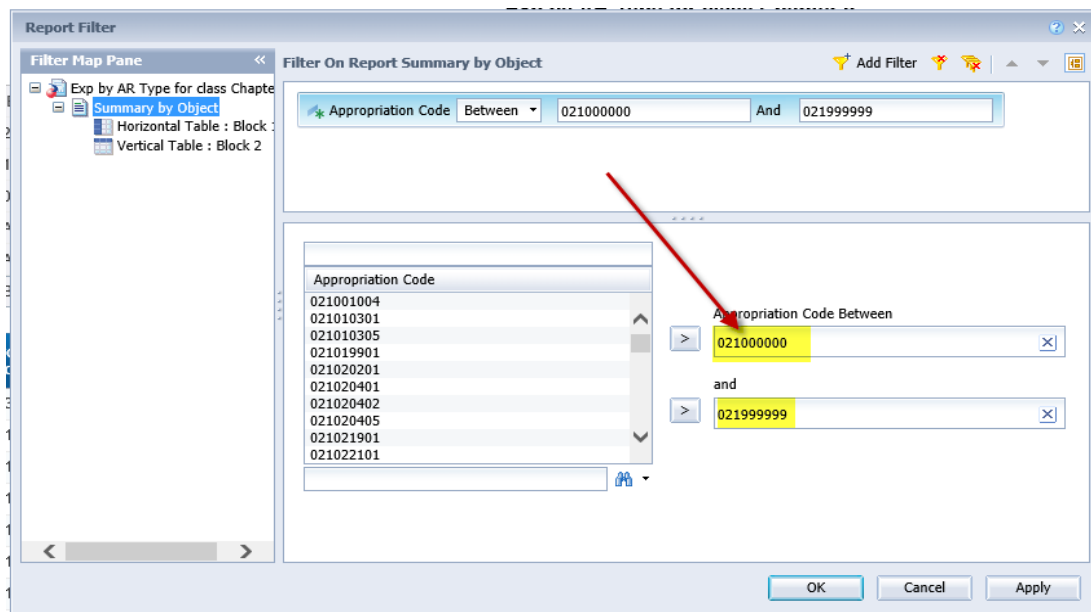 Report Filter
Filter Map Pane «
Exp by AR Type for class Chapte
Summary by Object
Horizontal Table : Block
Vertical Table : Block 2
Filter On Report Summary by Object
Add Filter
Appropriation Code Between 021000000 And 021999999
Appropriation Code
021001004
021010301
021010305
021019901
021020201
021020401
021020402
021020405
021021901
021022101
Appropriation Code Between
> 021000000
and
> 021999999
OK Cancel Apply